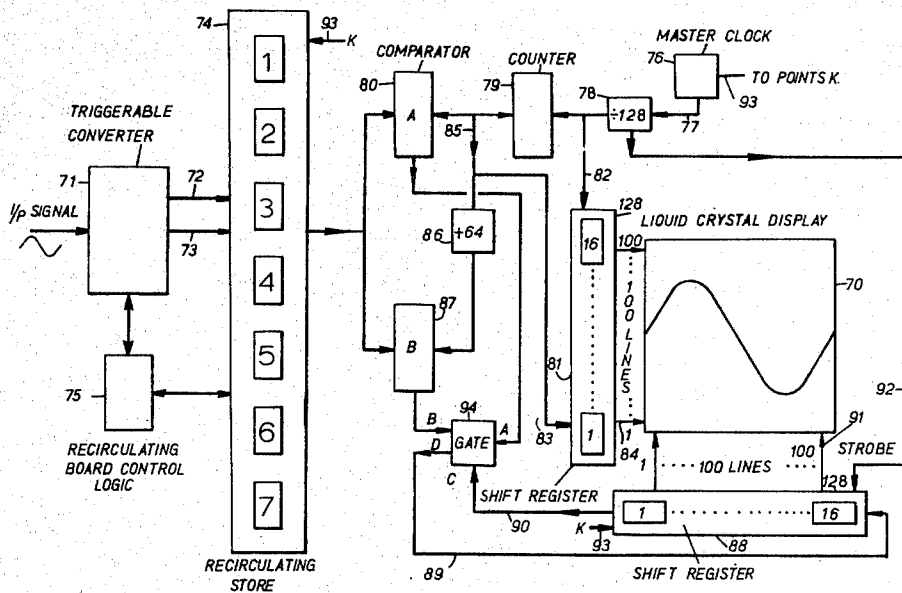 74
93
K
MASTER CLOCK
76
TO POINTS K
93
COMPARATOR
COUNTER
80
79
78
÷128
77
1
2
3
4
5
6
7
A
85
82
TRIGGERABLE
CONVERTER
71
72
73
I/P SIGNAL
86
+64
128
LIQUID CRYSTAL DISPLAY
16
100
100 LINES
70
87
B
81
1
1
84
83
75
RECIRCULATING
BOARD CONTROL
LOGIC
94
B
A
D
GATE
C
92
91
1
100
100 LINES
STROBE
128
SHIFT REGISTER
1
16
90
K
93
88
89
SHIFT REGISTER
RECIRCULATING
STORE